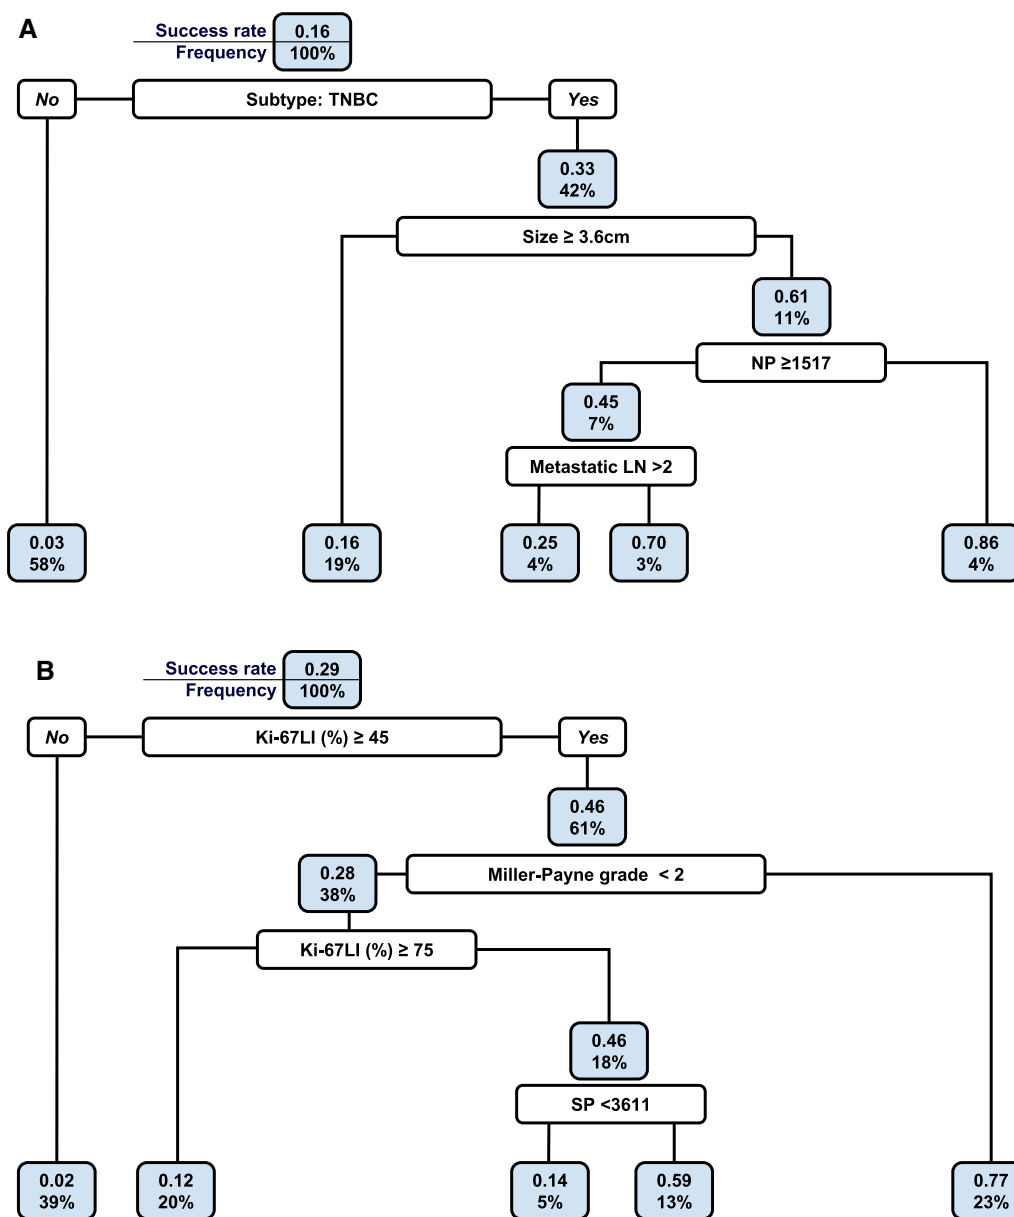 A
Success rate 0.16
Frequency 100%
No Subtype: TNBC Yes
0.33
42%
Size ≥ 3.6cm
0.61
11%
NP ≥1517
0.45
7%
Metastatic LN >2
0.03 0.16 0.25 0.70 0.86
58% 19% 4% 3% 4%
B
Success rate 0.29
Frequency 100%
No Ki-67LI (%) ≥ 45 Yes
0.46
61%
Miller-Payne grade < 2
0.28
38%
Ki-67LI (%) ≥ 75
0.46
18%
SP <3611
0.02 0.12 0.14 0.59 0.77
39% 20% 5% 13% 23%